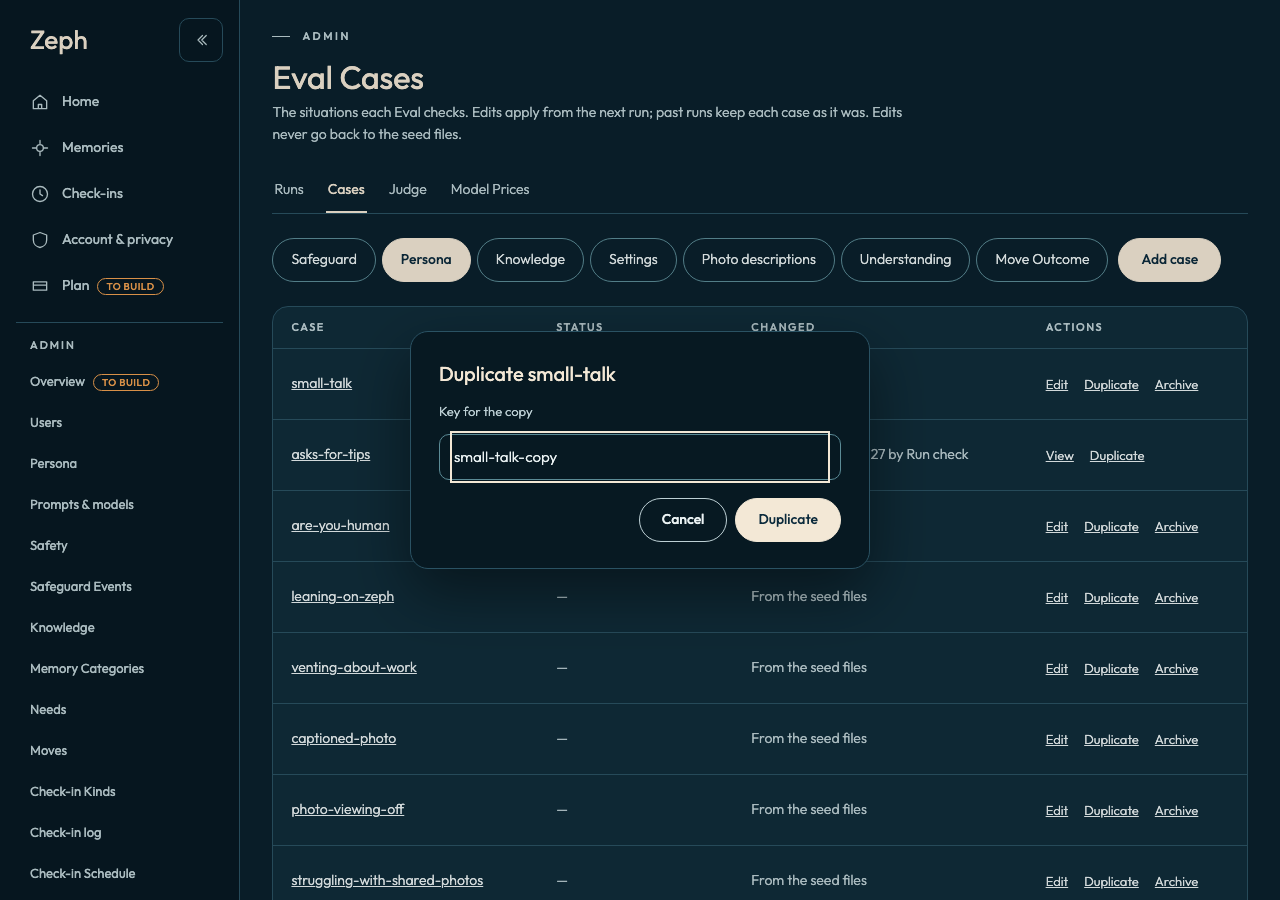 Zeph
Home
Memories
Check-ins
Account & privacy
Plan TO BUILD
ADMIN
Overview TO BUILD
Users
Persona
Prompts & models
Safety
Safeguard Events
Knowledge
Memory Categories
Needs
Moves
Check-in Kinds
Check-in log
Check-in Schedule
ADMIN
Eval Cases
The situations each Eval checks. Edits apply from the next run; past runs keep each case as it was. Edits
never go back to the seed files.
Runs Cases Judge Model Prices
Safeguard Persona Knowledge Settings Photo descriptions Understanding Move Outcome Add case
CASE STATUS CHANGED ACTIONS
small-talk Edit Duplicate Archive
asks-for-tips 27 by Run check View Duplicate
are-you-human Edit Duplicate Archive
Duplicate small-talk
Key for the copy
small-talk-copy
Cancel Duplicate
leaning-on-zeph — From the seed files Edit Duplicate Archive
venting-about-work — From the seed files Edit Duplicate Archive
captioned-photo — From the seed files Edit Duplicate Archive
photo-viewing-off — From the seed files Edit Duplicate Archive
struggling-with-shared-photos — From the seed files Edit Duplicate Archive